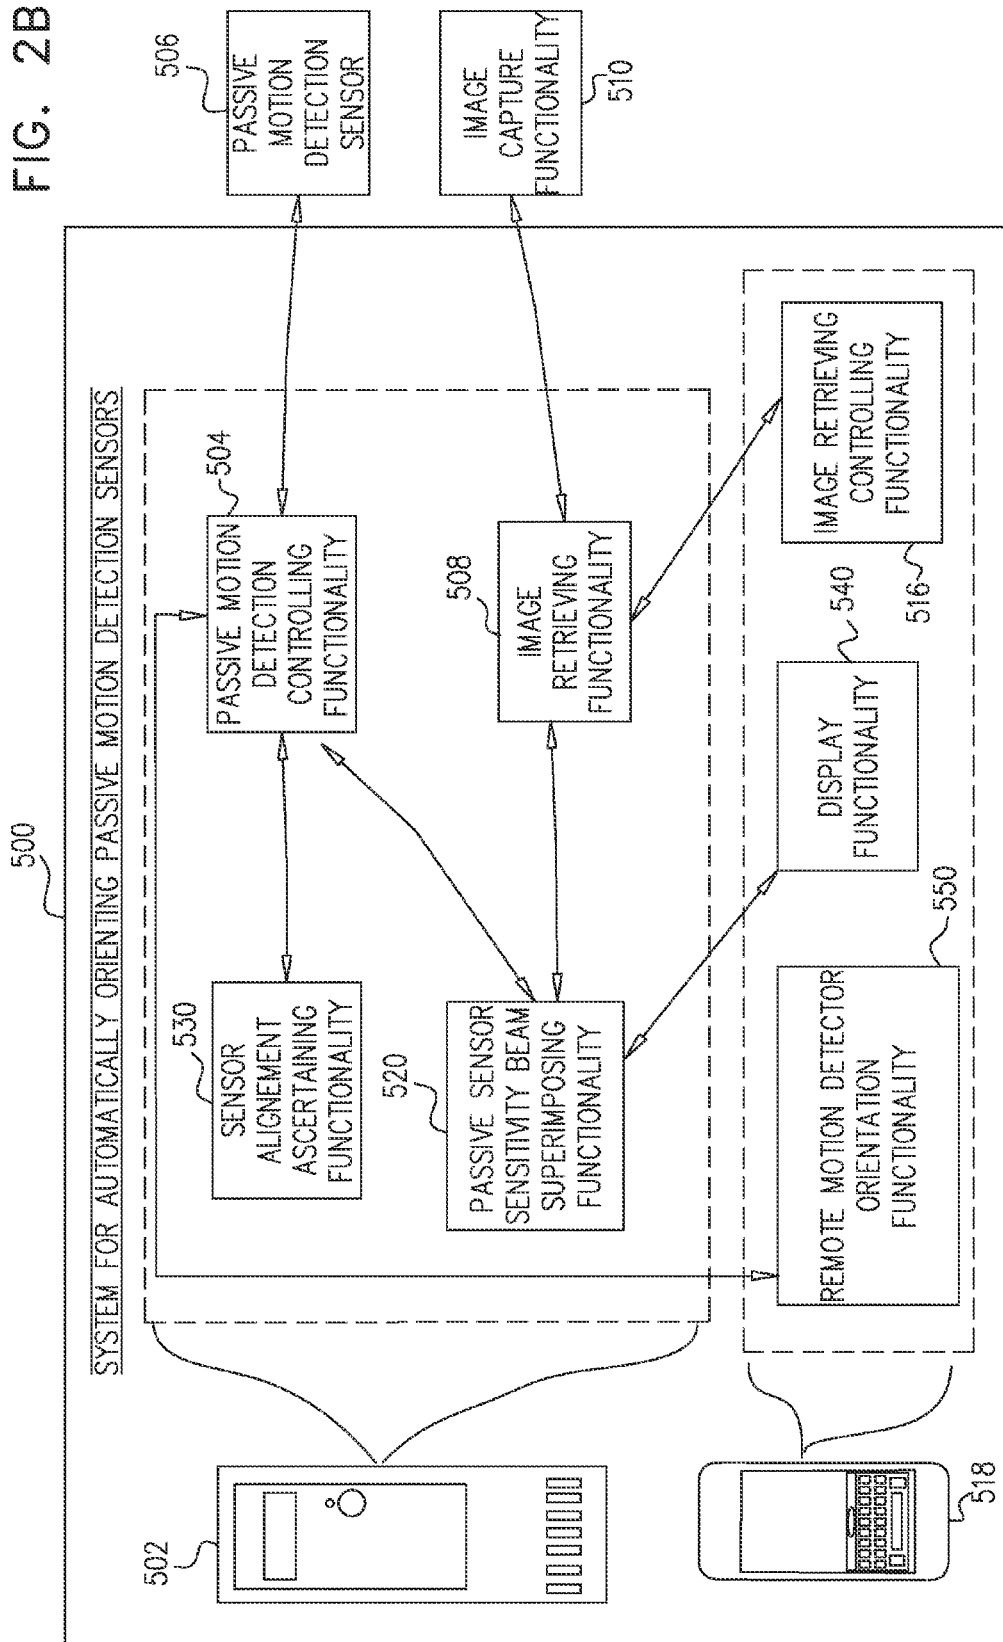 FIG. 2B
500
SYSTEM FOR AUTOMATICALLY ORIENTING PASSIVE MOTION DETECTION SENSORS
502
530
SENSOR
ALIGNEMENT
ASCERTAINING
FUNCTIONALITY
504
PASSIVE MOTION
DETECTION
CONTROLLING
FUNCTIONALITY
506
PASSIVE
MOTION
DETECTION
SENSOR
520
PASSIVE SENSOR
SENSITIVITY BEAM
SUPERIMPOSING
FUNCTIONALITY
508
IMAGE
RETRIEVING
FUNCTIONALITY
IMAGE
CAPTURE
FUNCTIONALITY
510
518
REMOTE MOTION DETECTOR
ORIENTATION
FUNCTIONALITY
550
DISPLAY
FUNCTIONALITY
540
IMAGE RETRIEVING
CONTROLLING
FUNCTIONALITY
516